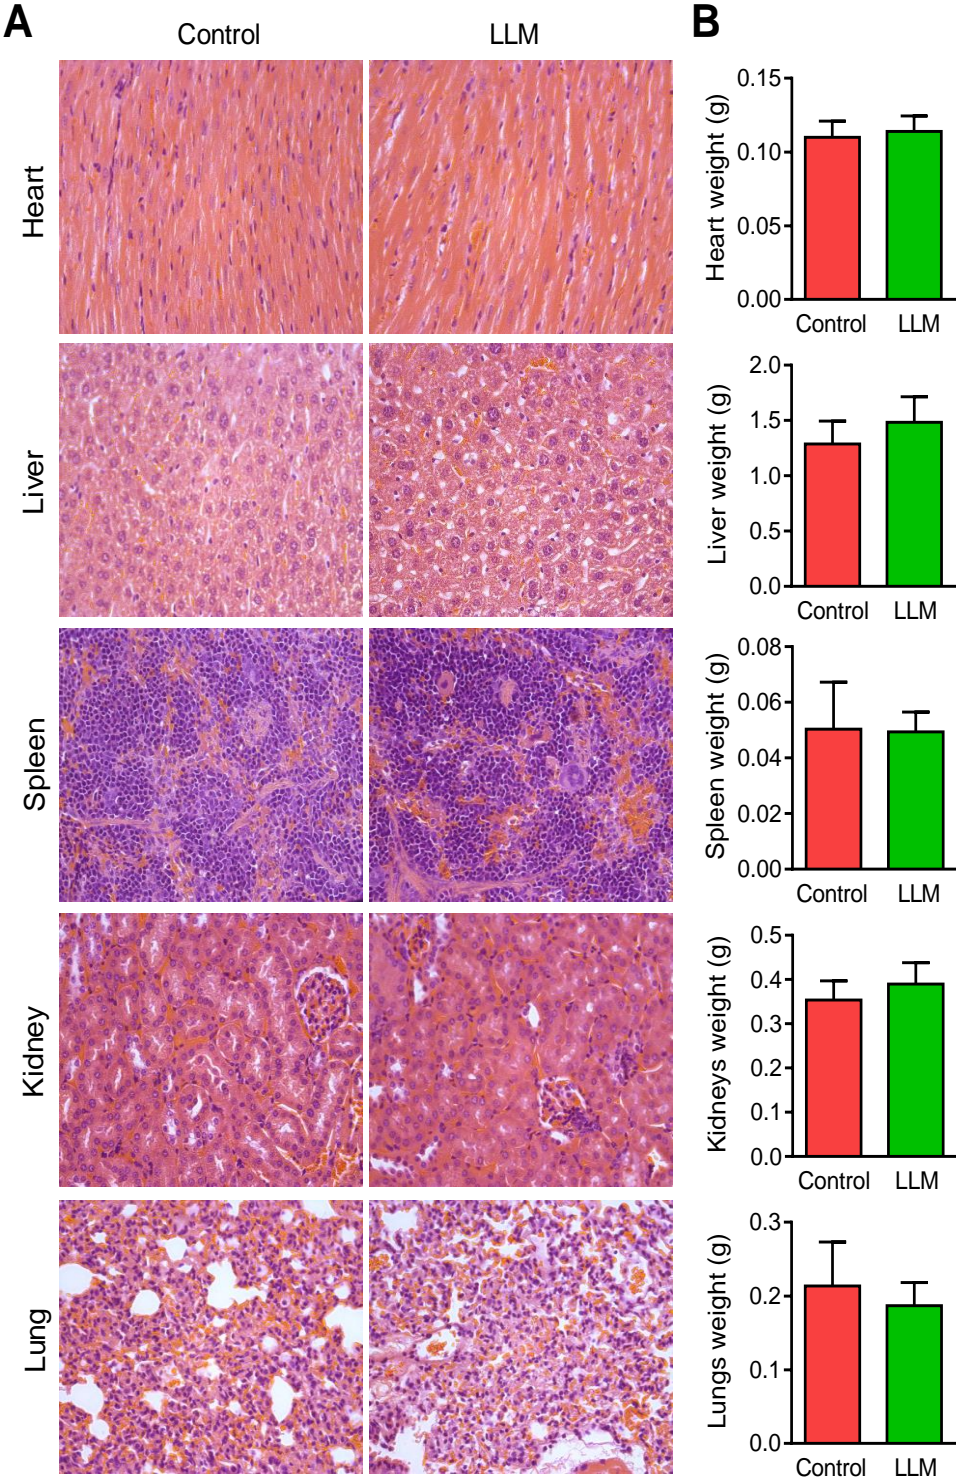 A
Control
LLM
Heart
Liver
Spleen
Kidney
Lung
B
Heart weight (g)
0.15
0.10
0.05
0.00
Control
LLM
Liver weight (g)
2.0
1.5
1.0
0.5
0.0
Control
LLM
Spleen weight (g)
0.08
0.06
0.04
0.02
0.00
Control
LLM
Kidneys weight (g)
0.5
0.4
0.3
0.2
0.1
0.0
Control
LLM
Lungs weight (g)
0.3
0.2
0.1
0.0
Control
LLM